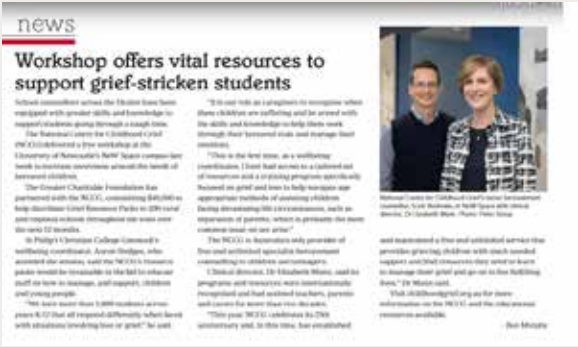 news
Workshop offers vital resources to
support grief-stricken students
School counsellors across the Hunter have been
equipped with greater skills and knowledge to
support students going through a tough time.
The National Centre for Childhood Grief
(NCCG) delivered a free workshop at the
University of Newcastle's NeW Space campus last
week to increase awareness around the needs of
bereaved children.
The Greater Charitable Foundation has
partnered with the NCCG, committing
to help distribute Grief Resource Packs to 200 rural
and regional schools throughout the state over
the next 12 months.
St Philip's Christian College Gosnells's
wellbeing coordinator, Aaron Hodges, who
attended the session, said the NCCG's resource
packs would be invaluable in the bid to educate
staff on how to manage, and support, children
and young people.
"We have more than 1,000 students across
years K-12 that all respond differently when faced
with situations involving loss or grief," he said.
"It is our role as caregivers to recognise when
these children are suffering and be armed with
the skills and knowledge to help them work
through their bereaved state and manage their
emotions.
"This is the first time, as a wellbeing
coordinator, I have had access to a tailored set
of resources and a training program specifically
focused on grief and loss to help navigate age
appropriate methods of assisting children
facing devastating life circumstances, such as
separation of parents, which is probably the most
common issue we see arise."
The NCCG is Australia's only provider of
free and unlimited specialist bereavement
counselling to children and teenagers.
Clinical director, Dr Elizabeth Mann, said its
programs and resources were internationally
recognised and had assisted teachers, parents
and carers for more than two decades.
"This year NCCG celebrates its 25th
anniversary and, in this time, has established
National Centre for Childhood Grief's senior bereavement
counsellor, Scott at NeW Space with clinical
director, Dr Elizabeth Mann. Photo: Peter
and maintained a free and unlimited service that
provides grieving children with much needed
support and vital resources they need to learn
to manage their grief and go on to live fulfilling
lives," Dr Mann said.
Visit childhoodgrief.org.au for more
information on the NCCG and the educational
resources available.
- Murphy